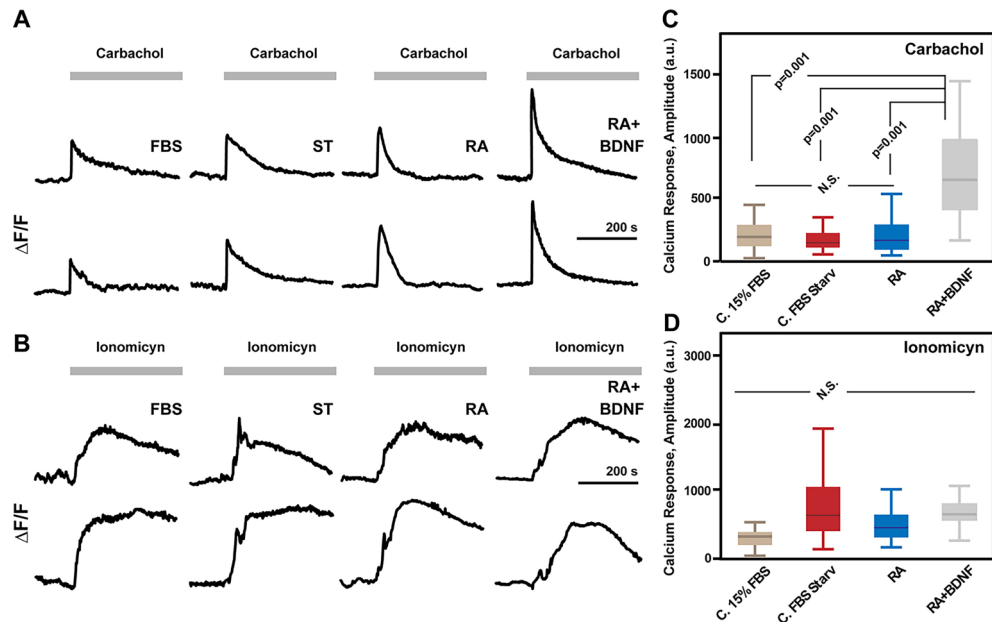 A
Carbachol
Carbachol
Carbachol
Carbachol
FBS
ST
RA
RA+
BDNF
ΔF/F
200 s
B
Ionomicyn
Ionomicyn
Ionomicyn
Ionomicyn
FBS
ST
RA
RA+
BDNF
ΔF/F
200 s
C
Carbachol
Calcium Response, Amplitude (a.u.)
1500
1000
500
0
p=0.001
p=0.001
p=0.001
N.S.
C. 15% FBS
C. FBS Starv
RA
RA+BDNF
D
Ionomicyn
Calcium Response, Amplitude (a.u.)
3000
2000
1000
0
N.S.
C. 15% FBS
C. FBS Starv
RA
RA+BDNF